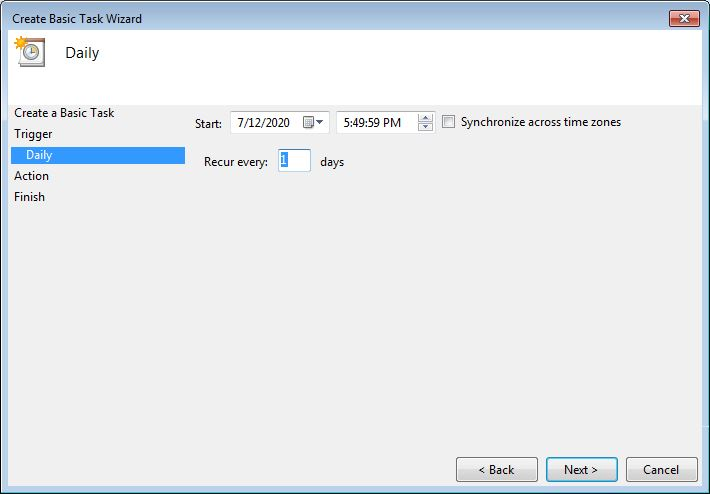 Create Basic Task Wizard
Daily
Create a Basic Task
Trigger
Daily
Action
Finish
Start: 7/12/2020 5:49:59 PM Synchronize across time zones
Recur every: 1 days
< Back Next > Cancel